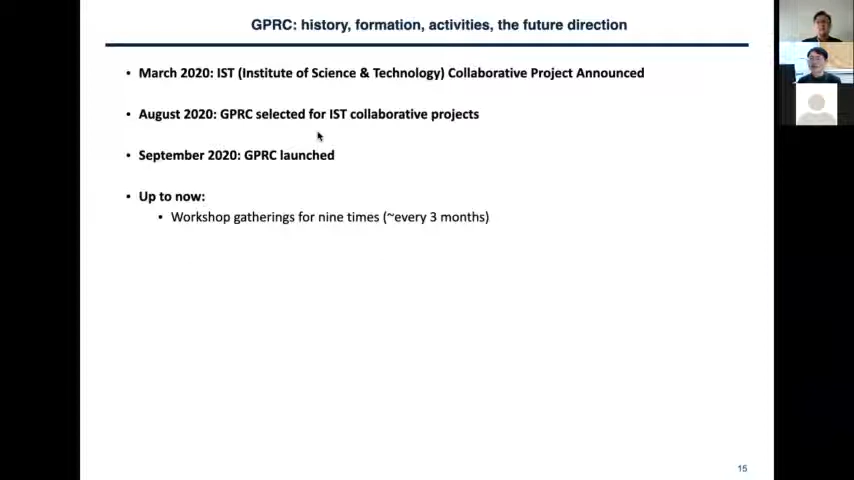 GPRC: history, formation, activities, the future direction
• March 2020: IST (Institute of Science & Technology) Collaborative Project Announced
• August 2020: GPRC selected for IST collaborative projects
• September 2020: GPRC launched
• Up to now:
• Workshop gatherings for nine times (~every 3 months)
15